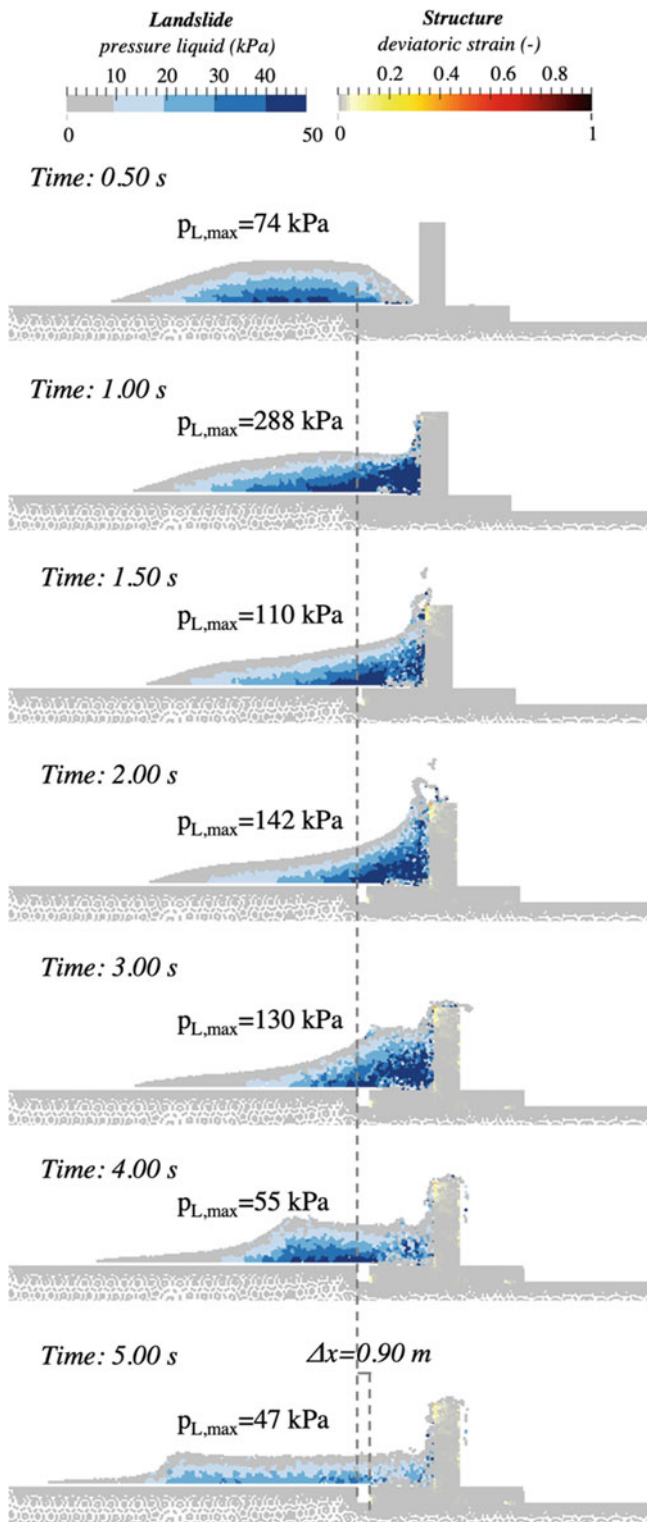 Landslide
pressure liquid (kPa)
10 20 30 40
0 50
Structure
deviatoric strain (-)
0.2 0.4 0.6 0.8
0 1
Time: 0.50 s
pL,max=74 kPa
Time: 1.00 s
pL,max=288 kPa
Time: 1.50 s
pL,max=110 kPa
Time: 2.00 s
pL,max=142 kPa
Time: 3.00 s
pL,max=130 kPa
Time: 4.00 s
pL,max=55 kPa
Time: 5.00 s
Δx=0.90 m
pL,max=47 kPa